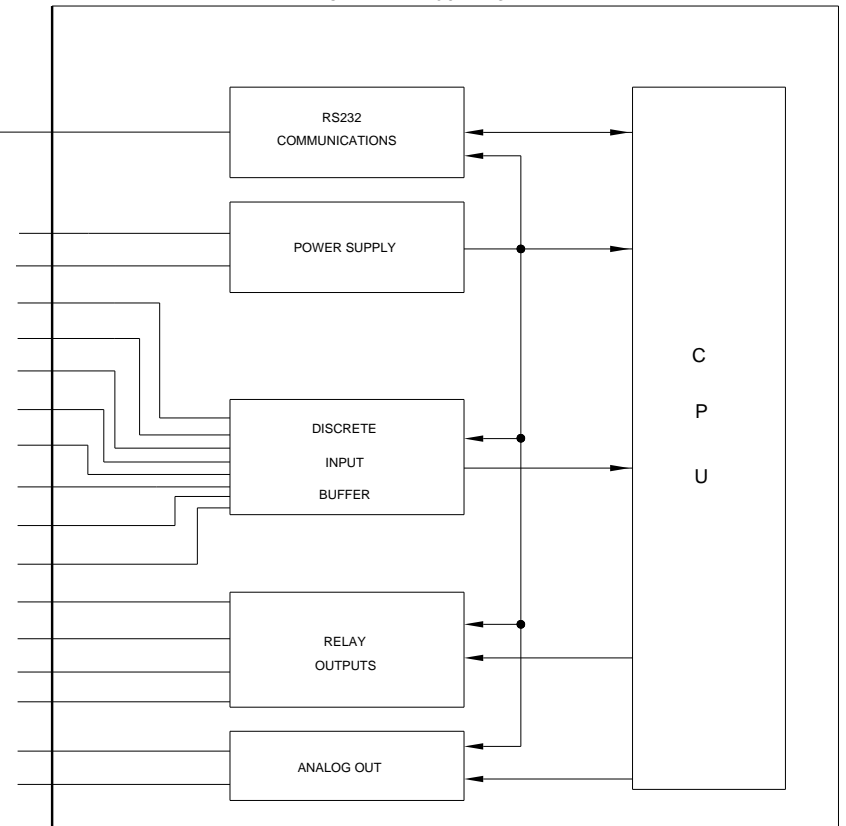 RS232
COMMUNICATIONS
POWER SUPPLY
DISCRETE
INPUT
BUFFER
RELAY
OUTPUTS
ANALOG OUT
C
P
U